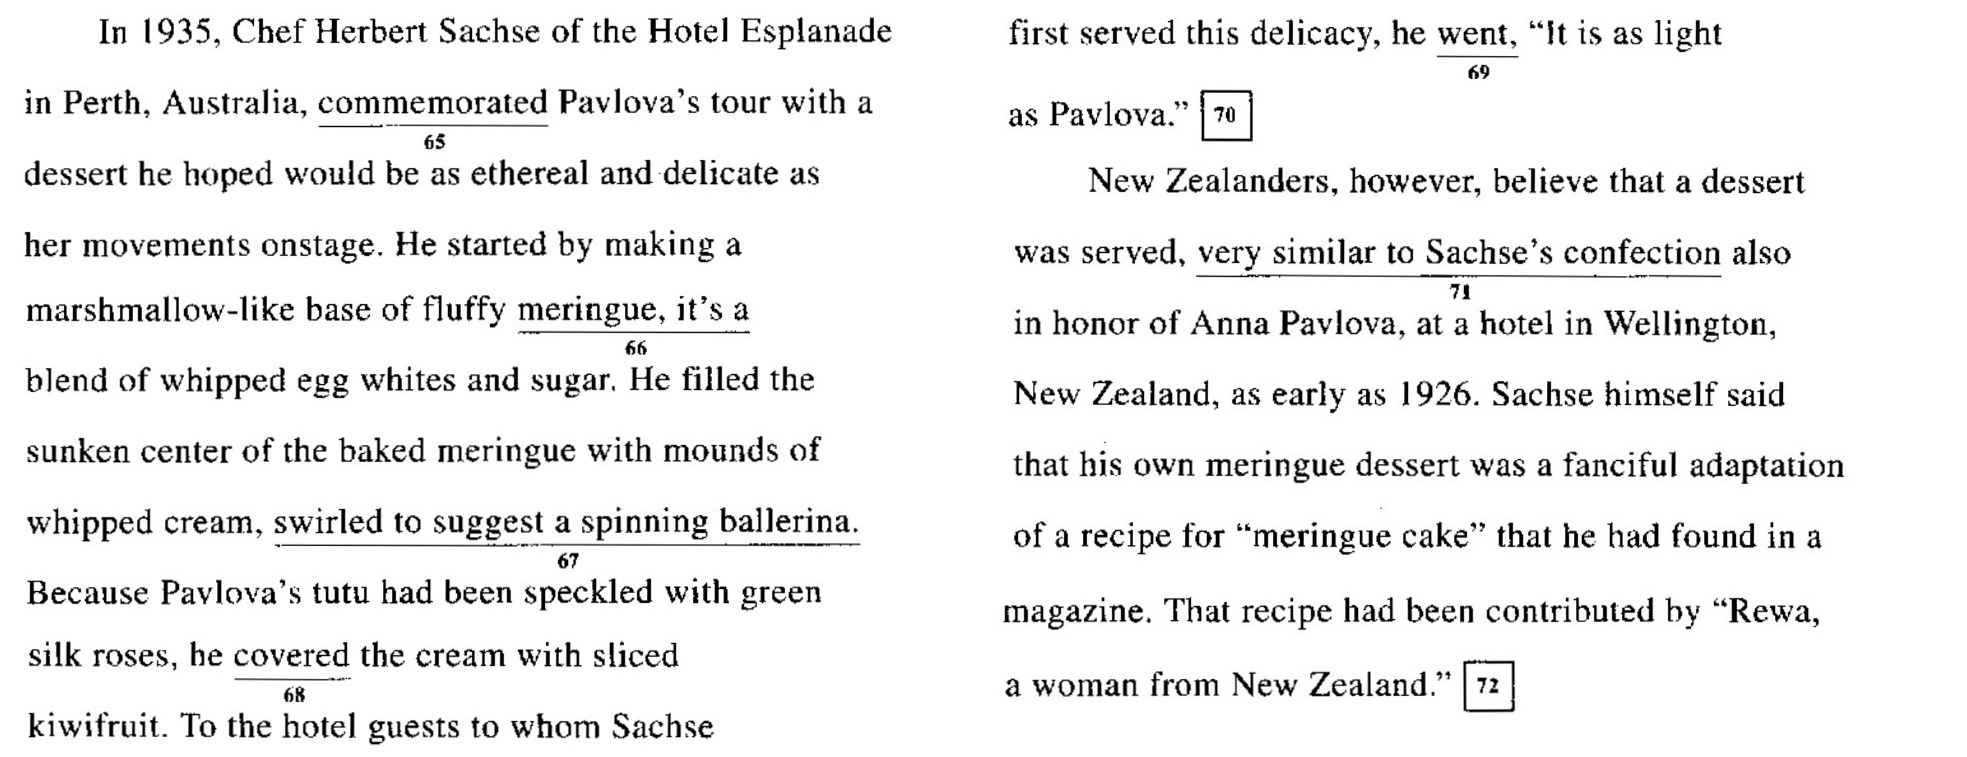 In 1935, Chef Herbert Sachse of the Hotel Esplanade
in Perth, Australia, commemorated Pavlova's tour with a
65
dessert he hoped would be as ethereal and delicate as
her movements onstage. He started by making a
marshmallow-like base of fluffy meringue, it's a
66
blend of whipped egg whites and sugar. He filled the
sunken center of the baked meringue with mounds of
whipped cream, swirled to suggest a spinning ballerina.
67
Because Pavlova's tutu had been speckled with green
silk roses, he covered the cream with sliced
68
kiwifruit. To the hotel guests to whom Sachse
first served this delicacy, he went, “It is as light
69
as Pavlova.” 70
New Zealanders, however, believe that a dessert
was served, very similar to Sachse's confection also
71
in honor of Anna Pavlova, at a hotel in Wellington,
New Zealand, as early as 1926. Sachse himself said
that his own meringue dessert was a fanciful adaptation
of a recipe for “meringue cake” that he had found in a
magazine. That recipe had been contributed by “Rewa,
a woman from New Zealand.” 72